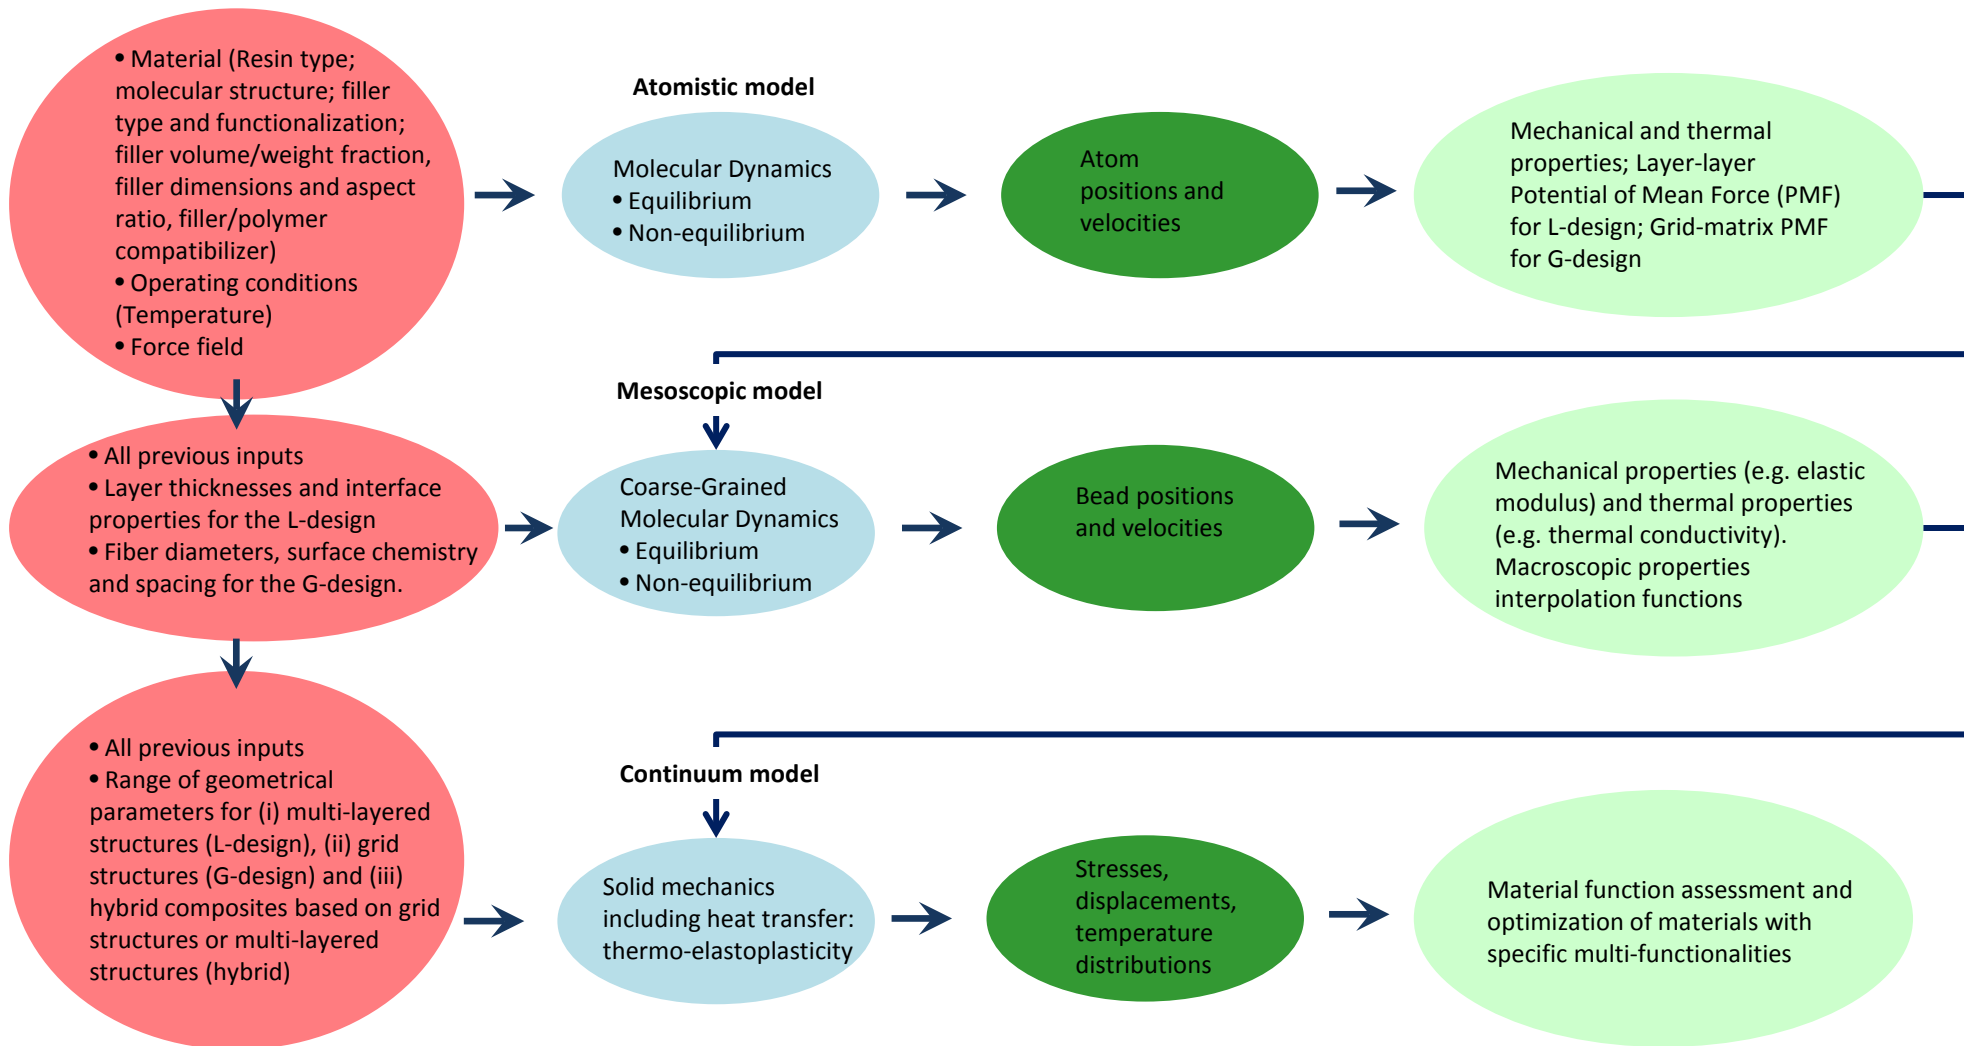 • Material (Resin type;
molecular structure; filler
type and functionalization;
filler volume/weight fraction,
filler dimensions and aspect
ratio, filler/polymer
compatibilizer)
• Operating conditions
(Temperature)
• Force field
Atomistic model
Molecular Dynamics
• Equilibrium
• Non-equilibrium
Atom
positions and
velocities
Mechanical and thermal
properties; Layer-layer
Potential of Mean Force (PMF)
for L-design; Grid-matrix PMF
for G-design
• All previous inputs
• Layer thicknesses and interface
properties for the L-design
• Fiber diameters, surface chemistry
and spacing for the G-design.
Mesoscopic model
Coarse-Grained
Molecular Dynamics
• Equilibrium
• Non-equilibrium
Bead positions
and velocities
Mechanical properties (e.g. elastic
modulus) and thermal properties
(e.g. thermal conductivity).
Macroscopic properties
interpolation functions
• All previous inputs
• Range of geometrical
parameters for (i) multi-layered
structures (L-design), (ii) grid
structures (G-design) and (iii)
hybrid composites based on grid
structures or multi-layered
structures (hybrid)
Continuum model
Solid mechanics
including heat transfer:
thermo-elastoplasticity
Stresses,
displacements,
temperature
distributions
Material function assessment and
optimization of materials with
specific multi-functionalities